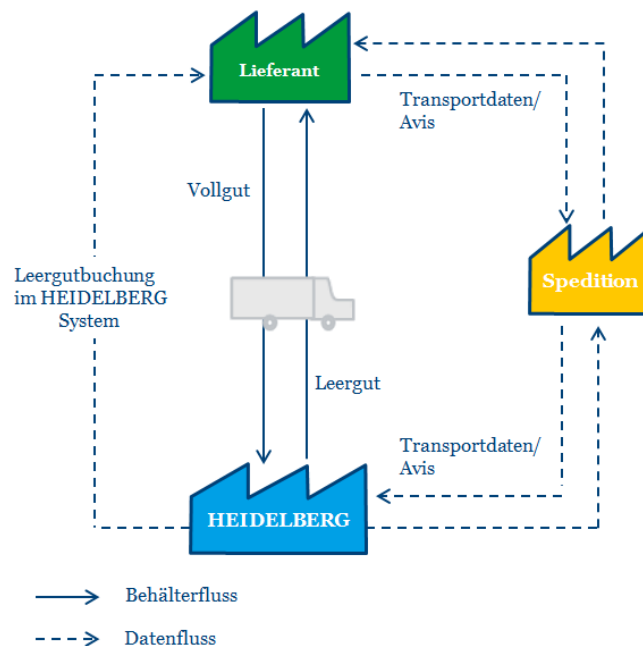 Lieferant
Transportdaten/
Avis
Vollgut
Leergutbuchung
im HEIDELBERG
System
Spedition
Leergut
Transportdaten/
Avis
HEIDELBERG
Behälterfluss
Datenfluss